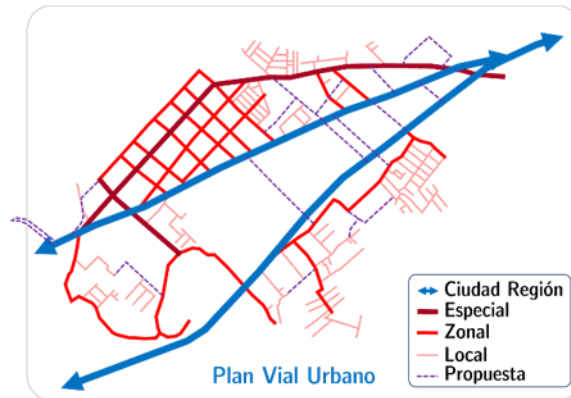 Ciudad Región
Especial
Zonal
Local
Propuesta
Plan Vial Urbano